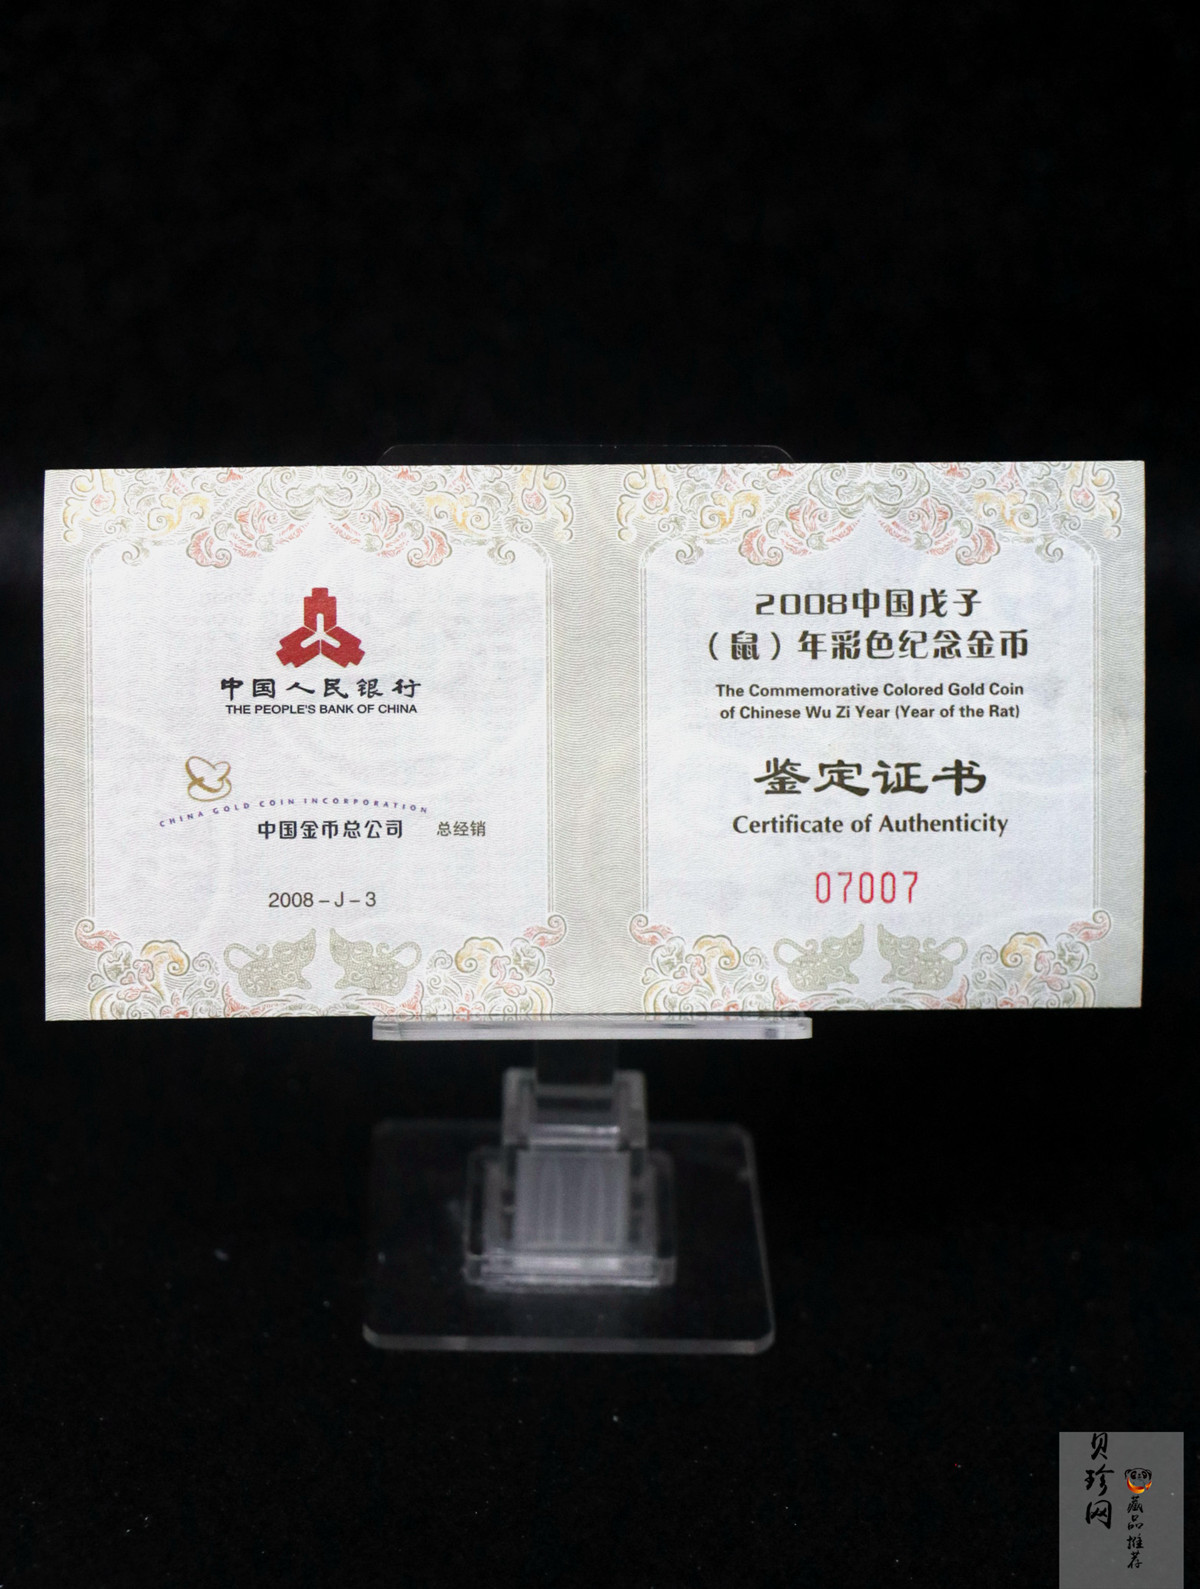 中国人民银行
THE PEOPLE'S BANK OF CHINA
CHINA GOLD COIN INCORPORATION
中国金币总公司 总经销
2008-J-3
2008中国戊子
（鼠）年彩色纪念金币
The Commemorative Colored Gold Coin
of Chinese Wu Zi Year (Year of the Rat)
鉴定证书
Certificate of Authenticity
07007
贝珍网
藏品推荐